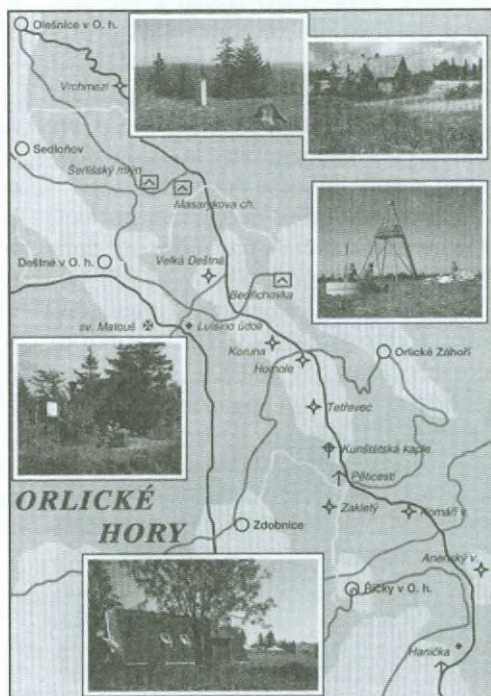 Olešnice v O. h.
Vrchmezí
Sedloňov
Šerlišský mlýn
Masarykova ch.
Deštné v O. h.
Velká Deštná
Bedřichovka
sv. Matouš
Luisino údolí
Koruna
Homole
Orlické Záhoří
Tetřevec
Kunštátská kaple
Pěticestí
ORLICKÉ
HORY
Zakletý
Komáří v.
Zdobnice
Anenský v.
Říčky v O. h.
Hanička